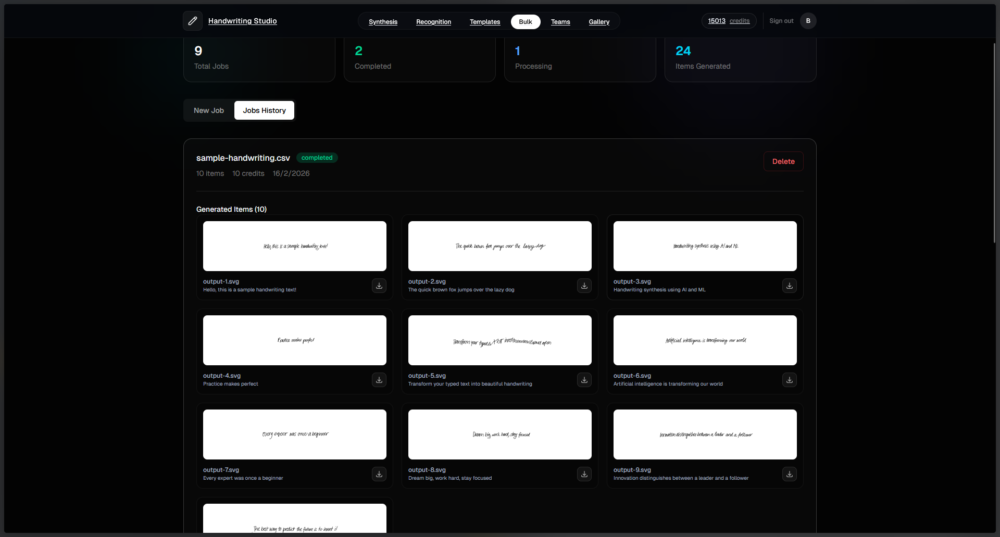 Handwriting Studio
Synthesis
Recognition
Templates
Bulk
Teams
Gallery
15013 credits
Sign out
B
9
Total Jobs
2
Completed
1
Processing
24
Items Generated
New Job
Jobs History
sample-handwriting.csv
completed
10 items
10 credits
16/2/2026
Delete
Generated Items (10)
Hello, this is a sample handwriting text!
output-1.svg
Hello, this is a sample handwriting text!
The quick brown fox jumps over the lazy dog
output-2.svg
The quick brown fox jumps over the lazy dog
Handwriting synthesis using AI and ML
output-3.svg
Handwriting synthesis using AI and ML
Practice makes perfect
output-4.svg
Practice makes perfect
Transform your
output-5.svg
Transform your typed text into beautiful handwriting
Artificial intelligence is transforming our world
output-6.svg
Artificial intelligence is transforming our world
Every expert was once a beginner
output-7.svg
Every expert was once a beginner
Dream big, work hard, stay focused
output-8.svg
Dream big, work hard, stay focused
Innovation distinguishes between a leader and a follower
output-9.svg
Innovation distinguishes between a leader and a follower
The best way to predict the future is to invent it